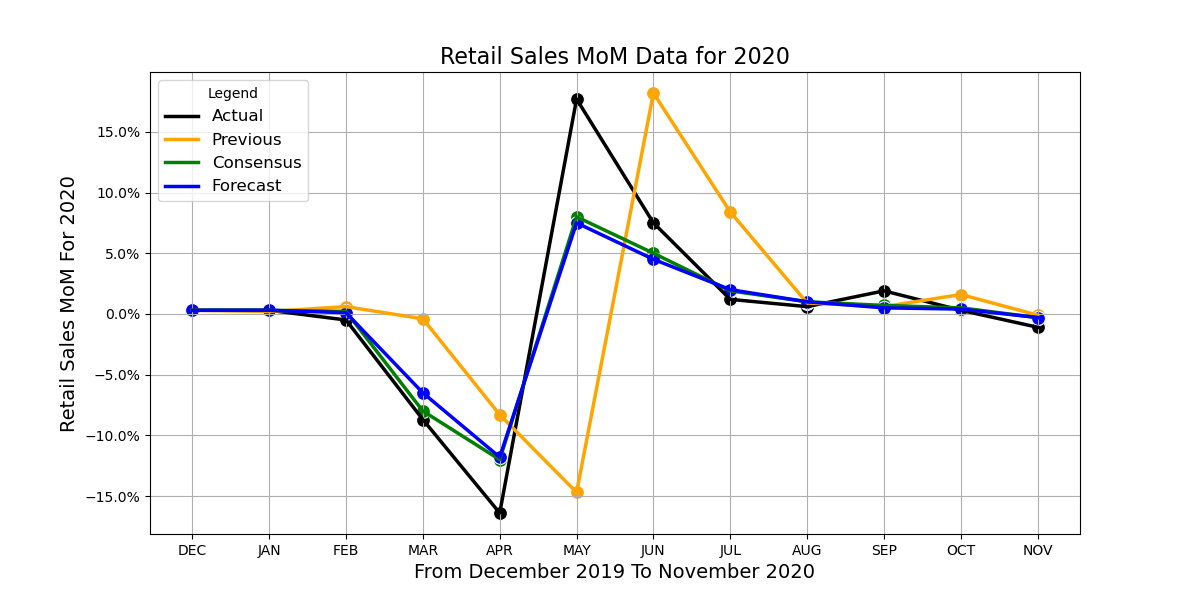 Retail Sales MoM Data for 2020
Legend
Actual
Previous
Consensus
Forecast
15.0%
10.0%
5.0%
0.0%
−5.0%
−10.0%
−15.0%
Retail Sales MoM For 2020
DEC JAN FEB MAR APR MAY JUN JUL AUG SEP OCT NOV
From December 2019 To November 2020